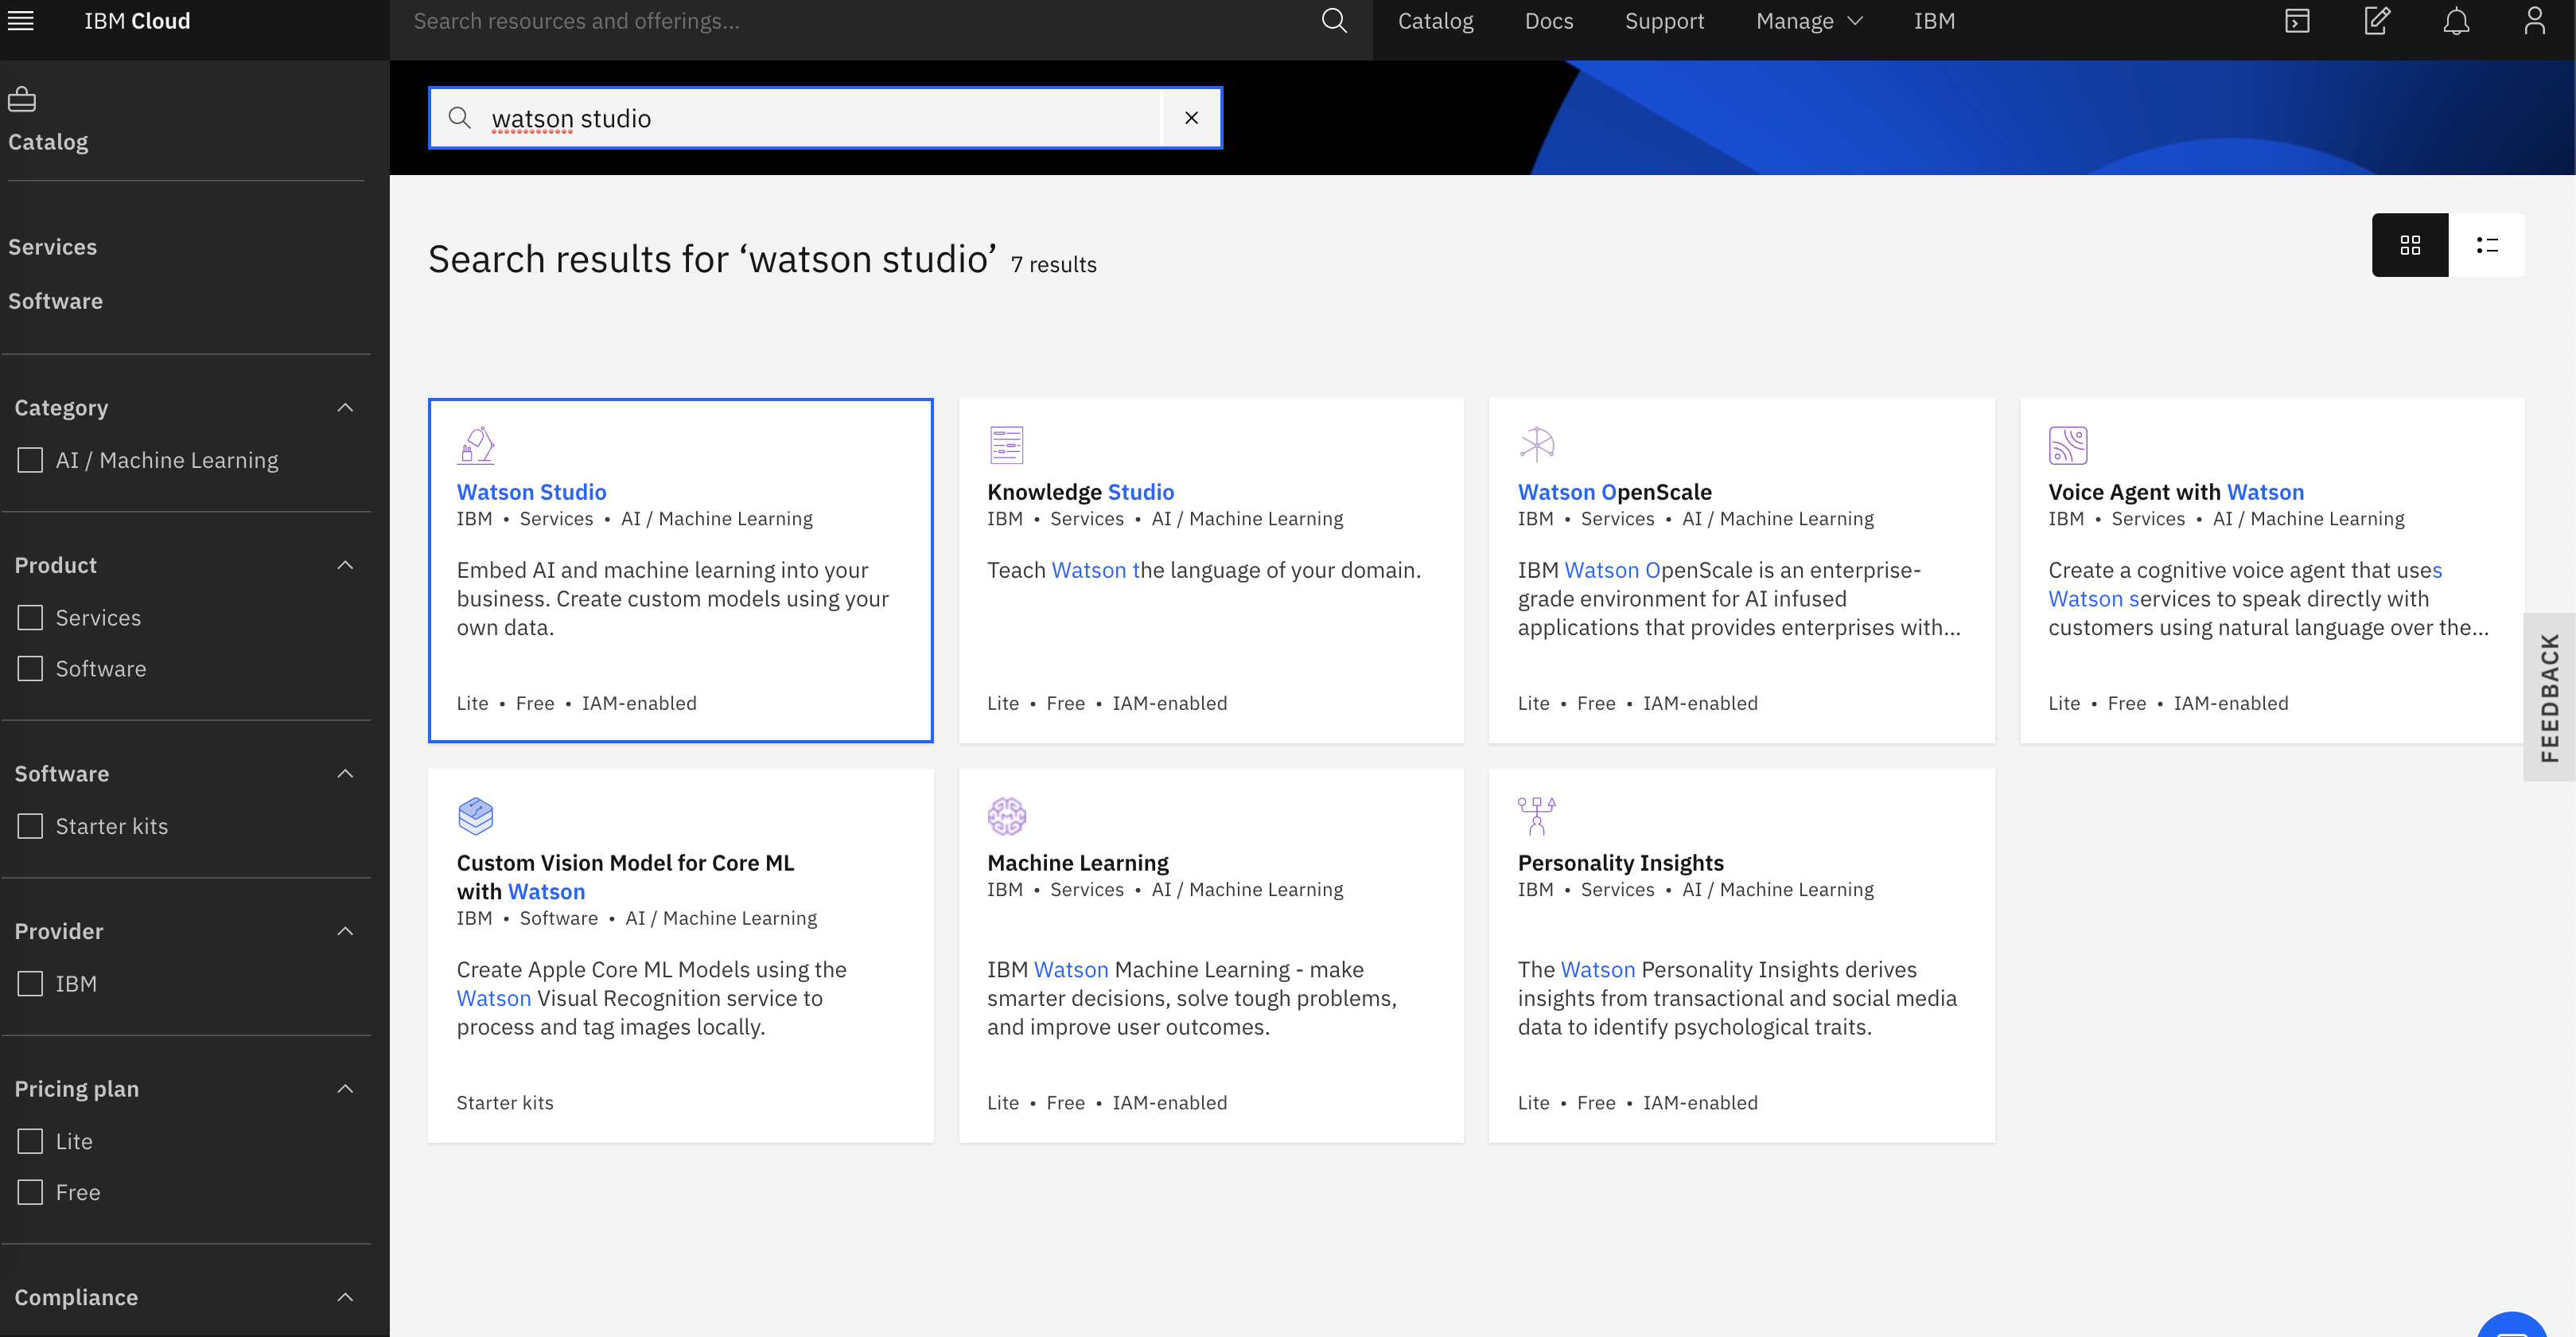 IBM Cloud
Search resources and offerings...
Catalog
Docs
Support
Manage
IBM
Catalog
Services
Software
Category
AI / Machine Learning
Product
Services
Software
Software
Starter kits
Provider
IBM
Pricing plan
Lite
Free
Compliance
watson studio
Search results for ‘watson studio’ 7 results
Watson Studio
IBM • Services • AI / Machine Learning
Embed AI and machine learning into your
business. Create custom models using your
own data.
Lite • Free • IAM-enabled
Knowledge Studio
IBM • Services • AI / Machine Learning
Teach Watson the language of your domain.
Lite • Free • IAM-enabled
Watson OpenScale
IBM • Services • AI / Machine Learning
IBM Watson OpenScale is an enterprise-
grade environment for AI infused
applications that provides enterprises with...
Lite • Free • IAM-enabled
Voice Agent with Watson
IBM • Services • AI / Machine Learning
Create a cognitive voice agent that uses
Watson services to speak directly with
customers using natural language over the...
Lite • Free • IAM-enabled
Custom Vision Model for Core ML
with Watson
IBM • Software • AI / Machine Learning
Create Apple Core ML Models using the
Watson Visual Recognition service to
process and tag images locally.
Starter kits
Machine Learning
IBM • Services • AI / Machine Learning
IBM Watson Machine Learning - make
smarter decisions, solve tough problems,
and improve user outcomes.
Lite • Free • IAM-enabled
Personality Insights
IBM • Services • AI / Machine Learning
The Watson Personality Insights derives
insights from transactional and social media
data to identify psychological traits.
Lite • Free • IAM-enabled
FEEDBACK